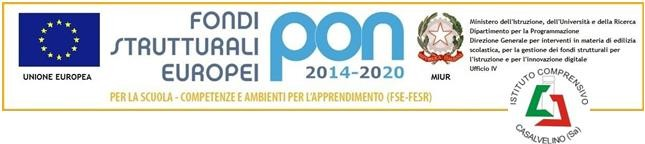 UNIONE EUROPEA
FONDI
STRUTTURALI
EUROPEI
pon
2014-2020
MIUR
Ministero dell'Istruzione, dell'Università e della Ricerca
Dipartimento per la Programmazione
Direzione Generale per interventi in materia di edilizia
scolastica, per la gestione dei fondi strutturali per
l'istruzione e per l'innovazione digitale
Ufficio IV
PER LA SCUOLA - COMPETENZE E AMBIENTI PER L'APPRENDIMENTO (FSE-FESR)
ISTITUTO COMPRENSIVO
CASALVELINO (Sa)